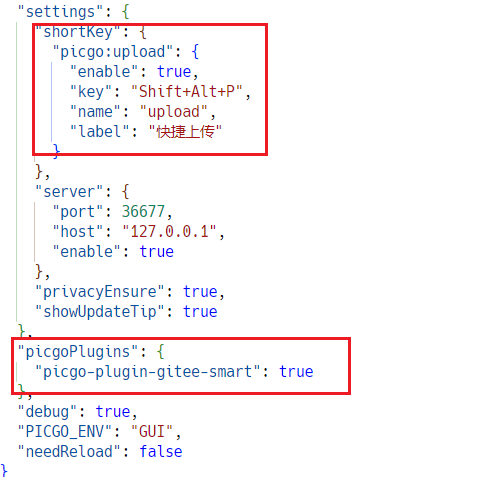 "settings": {
"shortKey": {
"picgo:upload": {
"enable": true,
"key": "Shift+Alt+P",
"name": "upload",
"label": "快捷上传"
}
},
"server": {
"port": 36677,
"host": "127.0.0.1",
"enable": true
},
"privacyEnsure": true,
"showUpdateTip": true
},
"picgoPlugins": {
"picgo-plugin-gitee-smart": true
},
"debug": true,
"PICGO_ENV": "GUI",
"needReload": false
}